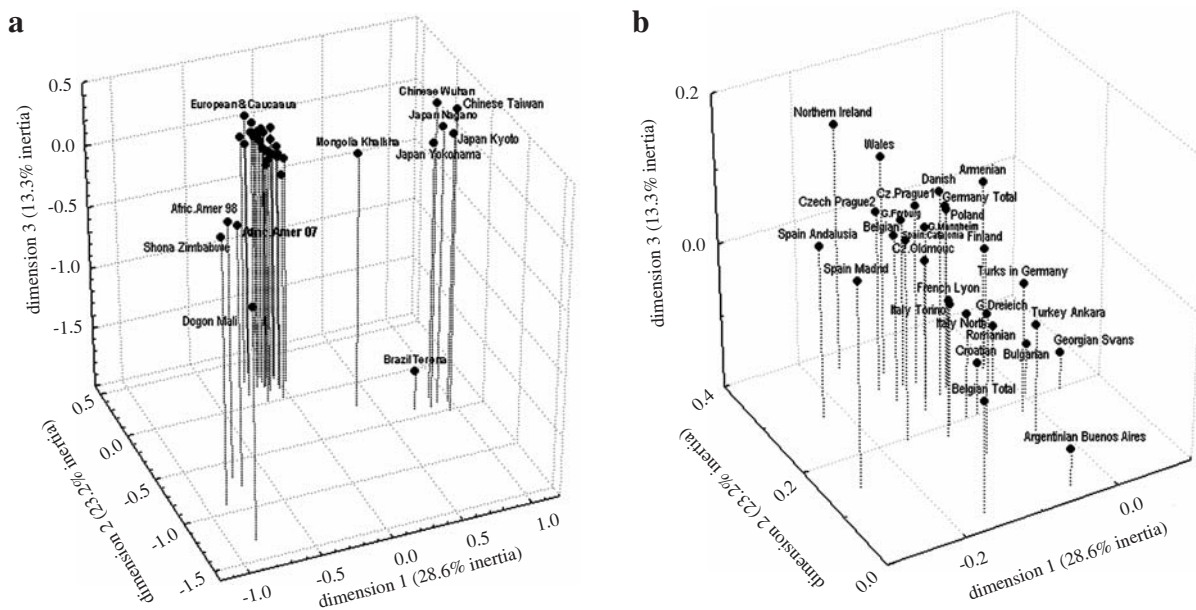 a
0.5
0.0
-0.5
-1.0
-1.5
dimension 3 (13.3% inertia)
European & Caucasus
Chinese Wuhan
Chinese Taiwan
Japan Nagano
Mongolia Khalkha
Japan Kyoto
Japan Yokohama
Afric.Amer 98
Afric.Amer 07
Shona Zimbabwe
Dogon Mali
Brazil Terena
0.5
0.0
-0.5
-1.0
-1.5
dimension 2 (23.2% inertia)
-1.0
-0.5
0.0
0.5
1.0
dimension 1 (28.6% inertia)
b
0.2
0.0
dimension 3 (13.3% inertia)
Northern Ireland
Wales
Armenian
Danish
Cz.Prague1
Germany Total
Czech Prague2
G.Freiburg
Poland
Belgian
G.Mannheim
Spain Andalusia
Spain.Catalonia
Finland
Cz.Olomouc
Spain Madrid
Turks in Germany
French Lyon
Italy Torino
G.Dreieich
Turkey Ankara
Italy North
Romanian
Georgian Svans
Croatian
Bulgarian
Belgian Total
Argentinian Buenos Aires
0.4
0.2
0.0
dimension 2 (23.2% inertia)
-0.2
0.0
dimension 1 (28.6% inertia)